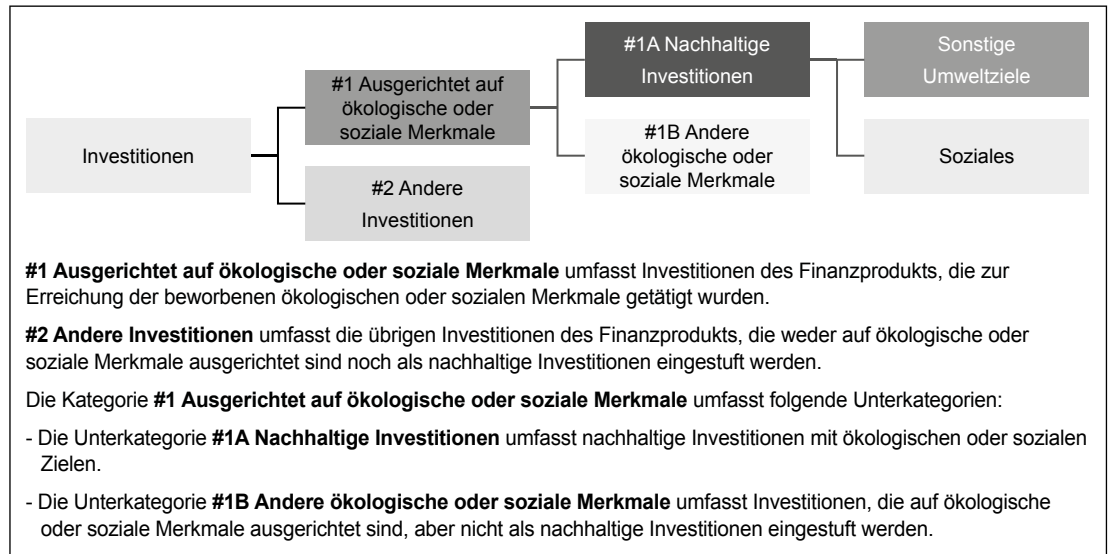 #1A Nachhaltige
Investitionen
Sonstige
Umweltziele
#1 Ausgerichtet auf
ökologische oder
soziale Merkmale
Investitionen
#1B Andere
ökologische oder
soziale Merkmale
Soziales
#2 Andere
Investitionen
#1 Ausgerichtet auf ökologische oder soziale Merkmale umfasst Investitionen des Finanzprodukts, die zur
Erreichung der beworbenen ökologischen oder sozialen Merkmale getätigt wurden.
#2 Andere Investitionen umfasst die übrigen Investitionen des Finanzprodukts, die weder auf ökologische oder
soziale Merkmale ausgerichtet sind noch als nachhaltige Investitionen eingestuft werden.
Die Kategorie #1 Ausgerichtet auf ökologische oder soziale Merkmale umfasst folgende Unterkategorien:
- Die Unterkategorie #1A Nachhaltige Investitionen umfasst nachhaltige Investitionen mit ökologischen oder sozialen
Zielen.
- Die Unterkategorie #1B Andere ökologische oder soziale Merkmale umfasst Investitionen, die auf ökologische
oder soziale Merkmale ausgerichtet sind, aber nicht als nachhaltige Investitionen eingestuft werden.